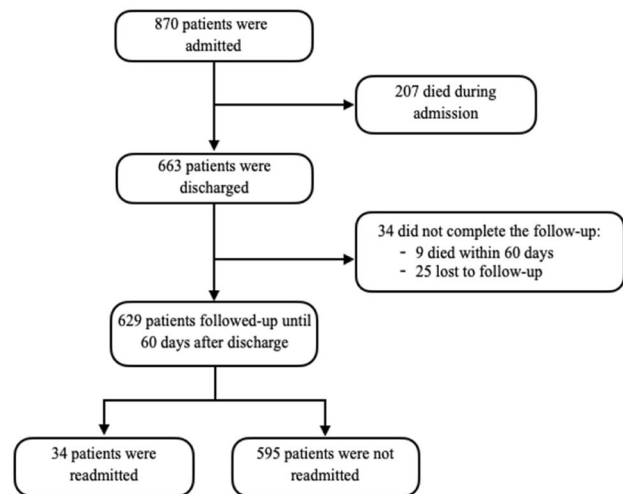 870 patients were
admitted
207 died during
admission
663 patients were
discharged
34 did not complete the follow-up:
- 9 died within 60 days
- 25 lost to follow-up
629 patients followed-up until
60 days after discharge
34 patients were
readmitted
595 patients were not
readmitted